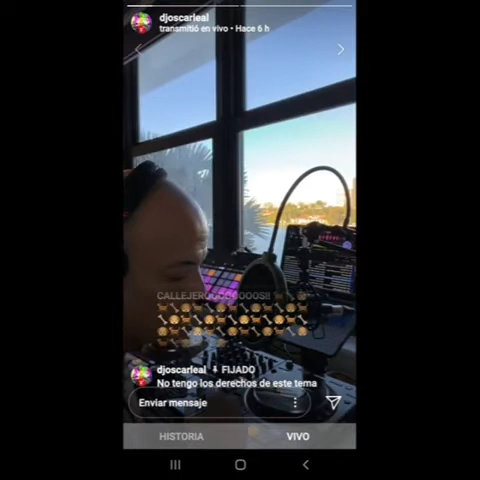 djoscarleal
transmitió en vivo • Hace 6 h
djoscarleal FIJADO
No tengo los derechos de este tema
Enviar mensaje
HISTORIA
VIVO